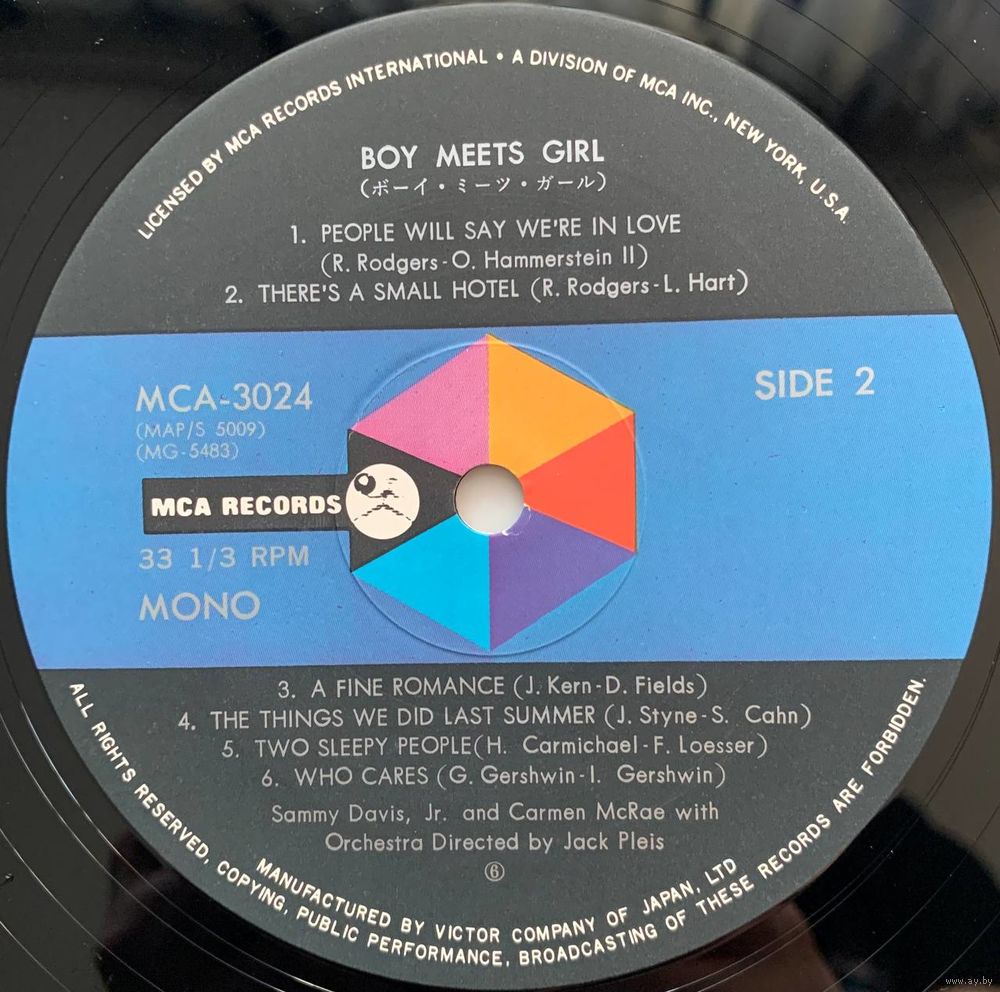 LICENSED BY MCA RECORDS INTERNATIONAL • A DIVISION OF MCA INC., NEW YORK, U.S.A.
BOY MEETS GIRL
(ボーイ・ミーツ・ガール)
1. PEOPLE WILL SAY WE'RE IN LOVE
(R. Rodgers-O. Hammerstein II)
2. THERE'S A SMALL HOTEL (R. Rodgers-L. Hart)
MCA-3024
(MAP/S 5009)
(MG-5483)
SIDE 2
MCA RECORDS
33 1/3 RPM
MONO
3. A FINE ROMANCE (J. Kern-D. Fields)
4. THE THINGS WE DID LAST SUMMER (J. Styne-S. Cahn)
5. TWO SLEEPY PEOPLE(H. Carmichael-F. Loesser)
6. WHO CARES (G. Gershwin-I. Gershwin)
Sammy Davis, Jr. and Carmen McRae with
Orchestra Directed by Jack Pleis
⑥
MANUFACTURED BY VICTOR COMPANY OF JAPAN, LTD
ALL RIGHTS RESERVED, COPYING, PUBLIC PERFORMANCE, BROADCASTING OF THESE RECORDS ARE FORBIDDEN.
www.ay.by